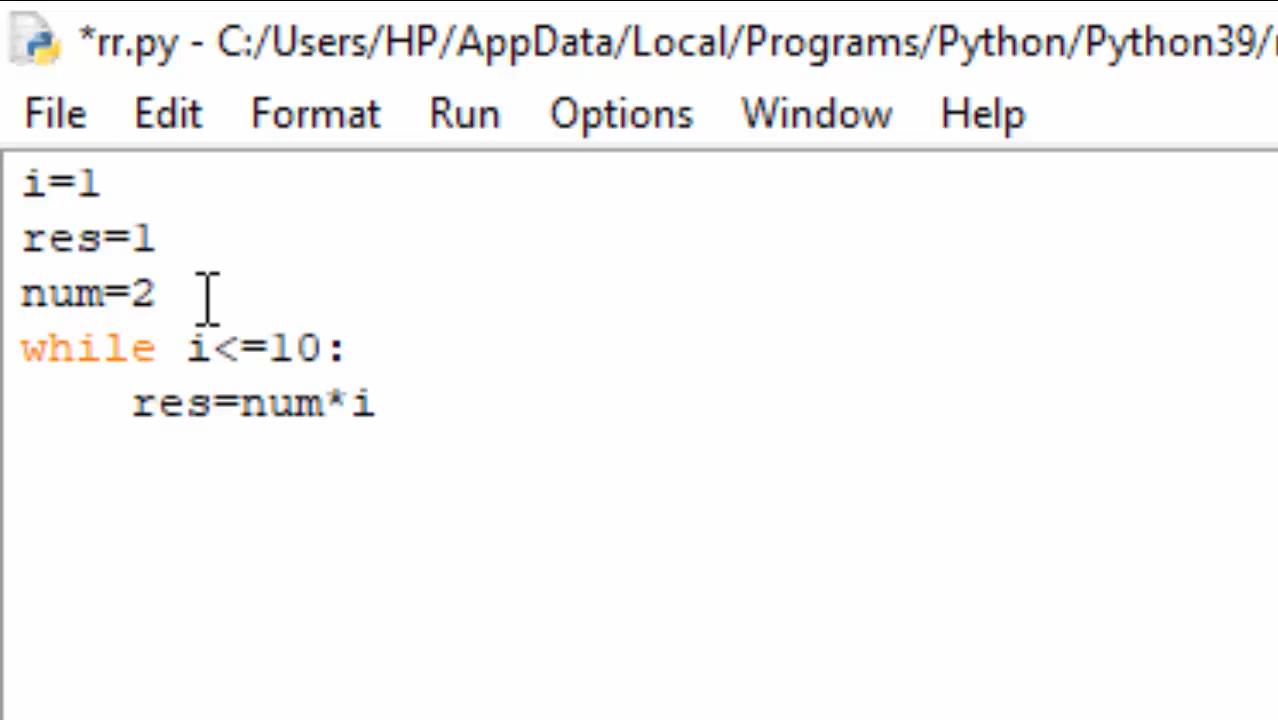 *rr.py - C:/Users/HP/AppData/Local/Programs/Python/Python39/
File Edit Format Run Options Window Help
i=1
res=1
num=2
while i<=10:
    res=num*i